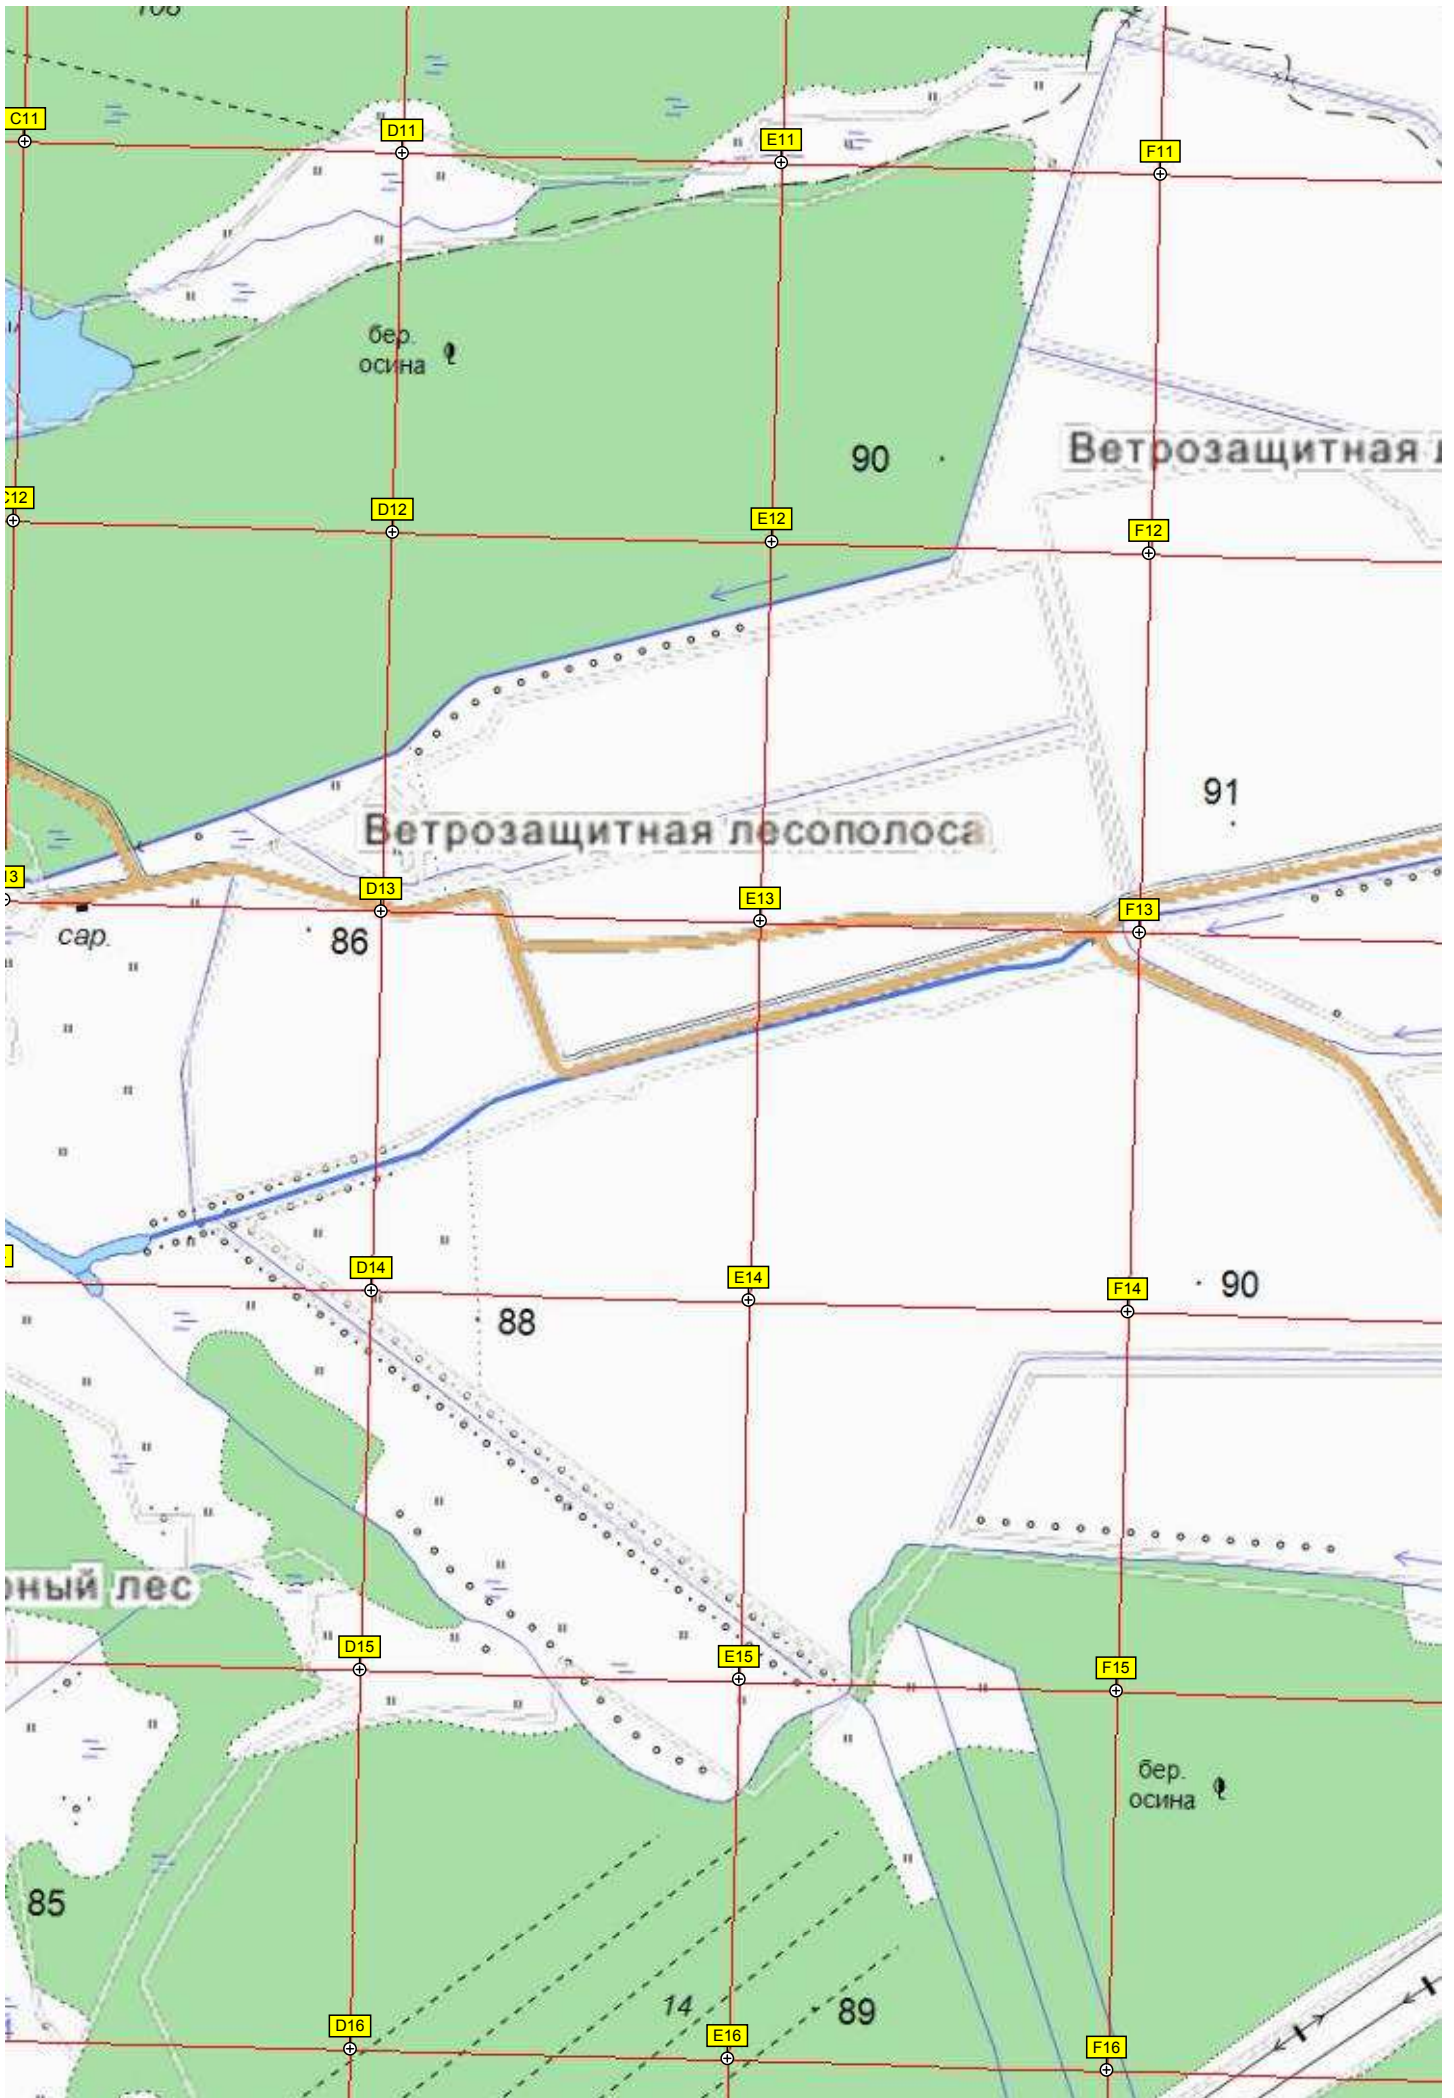 108
C11
D11
E11
F11
бер.
осина
90
Ветрозащитная
C12
D12
E12
F12
91
Ветрозащитная лесополоса
13
D13
E13
F13
сар.
86
D14
E14
F14
90
88
ный лес
D15
E15
F15
бер.
осина
85
14
89
D16
E16
F16